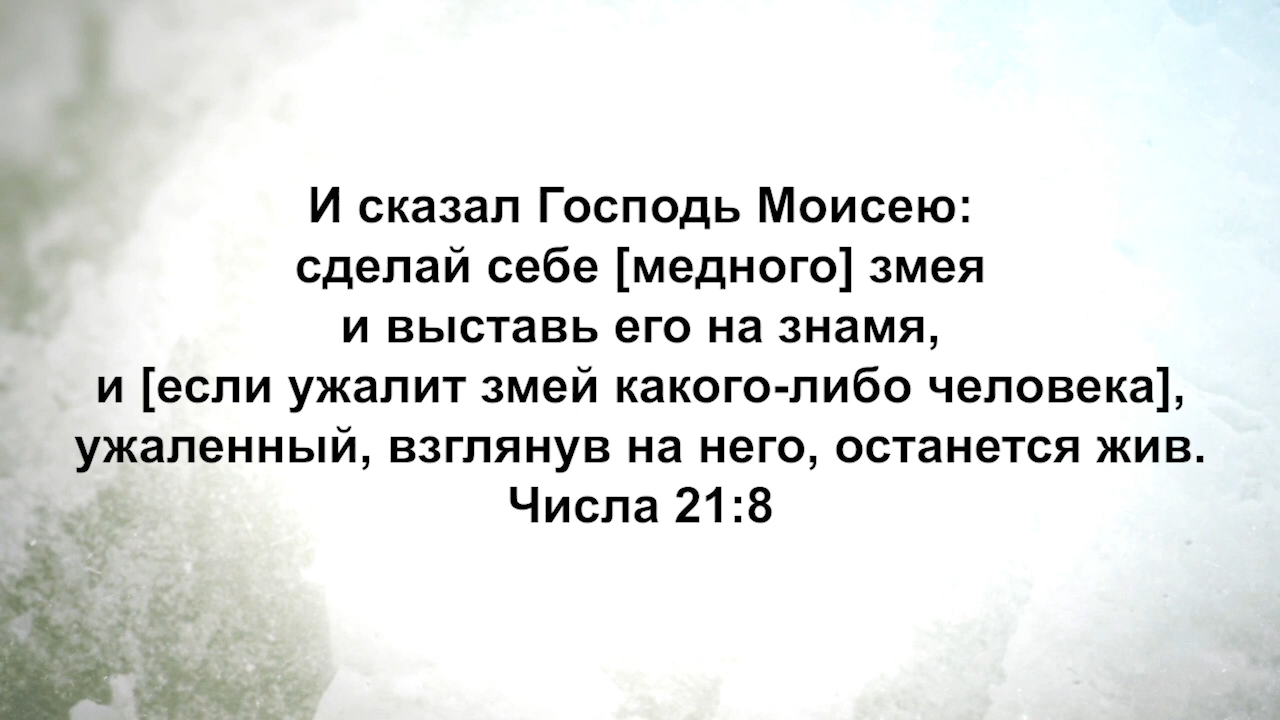 И сказал Господь Моисею:
сделай себе [медного] змея
и выставь его на знамя,
и [если ужалит змей какого-либо человека],
ужаленный, взглянув на него, останется жив.
Числа 21:8